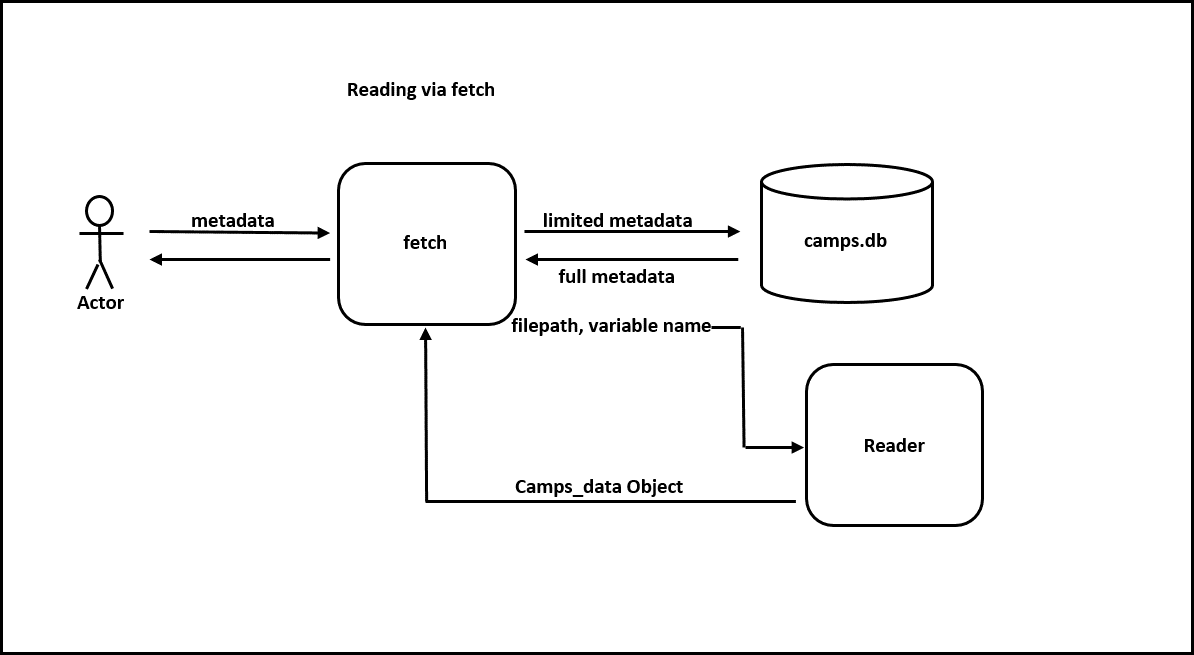 Reading via fetch
metadata
limited metadata
fetch
camps.db
full metadata
Actor
filepath, variable name
Reader
Camps_data Object